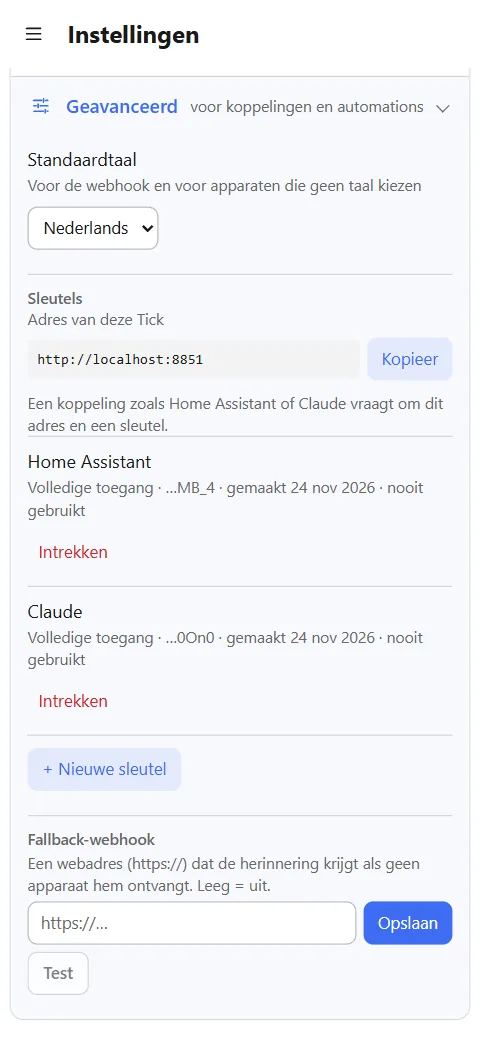 Instellingen
Geavanceerd voor koppelingen en automations
Standaardtaal
Voor de webhook en voor apparaten die geen taal kiezen
Nederlands
Sleutels
Adres van deze Tick
http://localhost:8851
Kopieer
Een koppeling zoals Home Assistant of Claude vraagt om dit
adres en een sleutel.
Home Assistant
Volledige toegang · …MB_4 · gemaakt 24 nov 2026 · nooit
gebruikt
Intrekken
Claude
Volledige toegang · …0On0 · gemaakt 24 nov 2026 · nooit
gebruikt
Intrekken
+ Nieuwe sleutel
Fallback-webhook
Een webadres (https://) dat de herinnering krijgt als geen
apparaat hem ontvangt. Leeg = uit.
https://…
Opslaan
Test